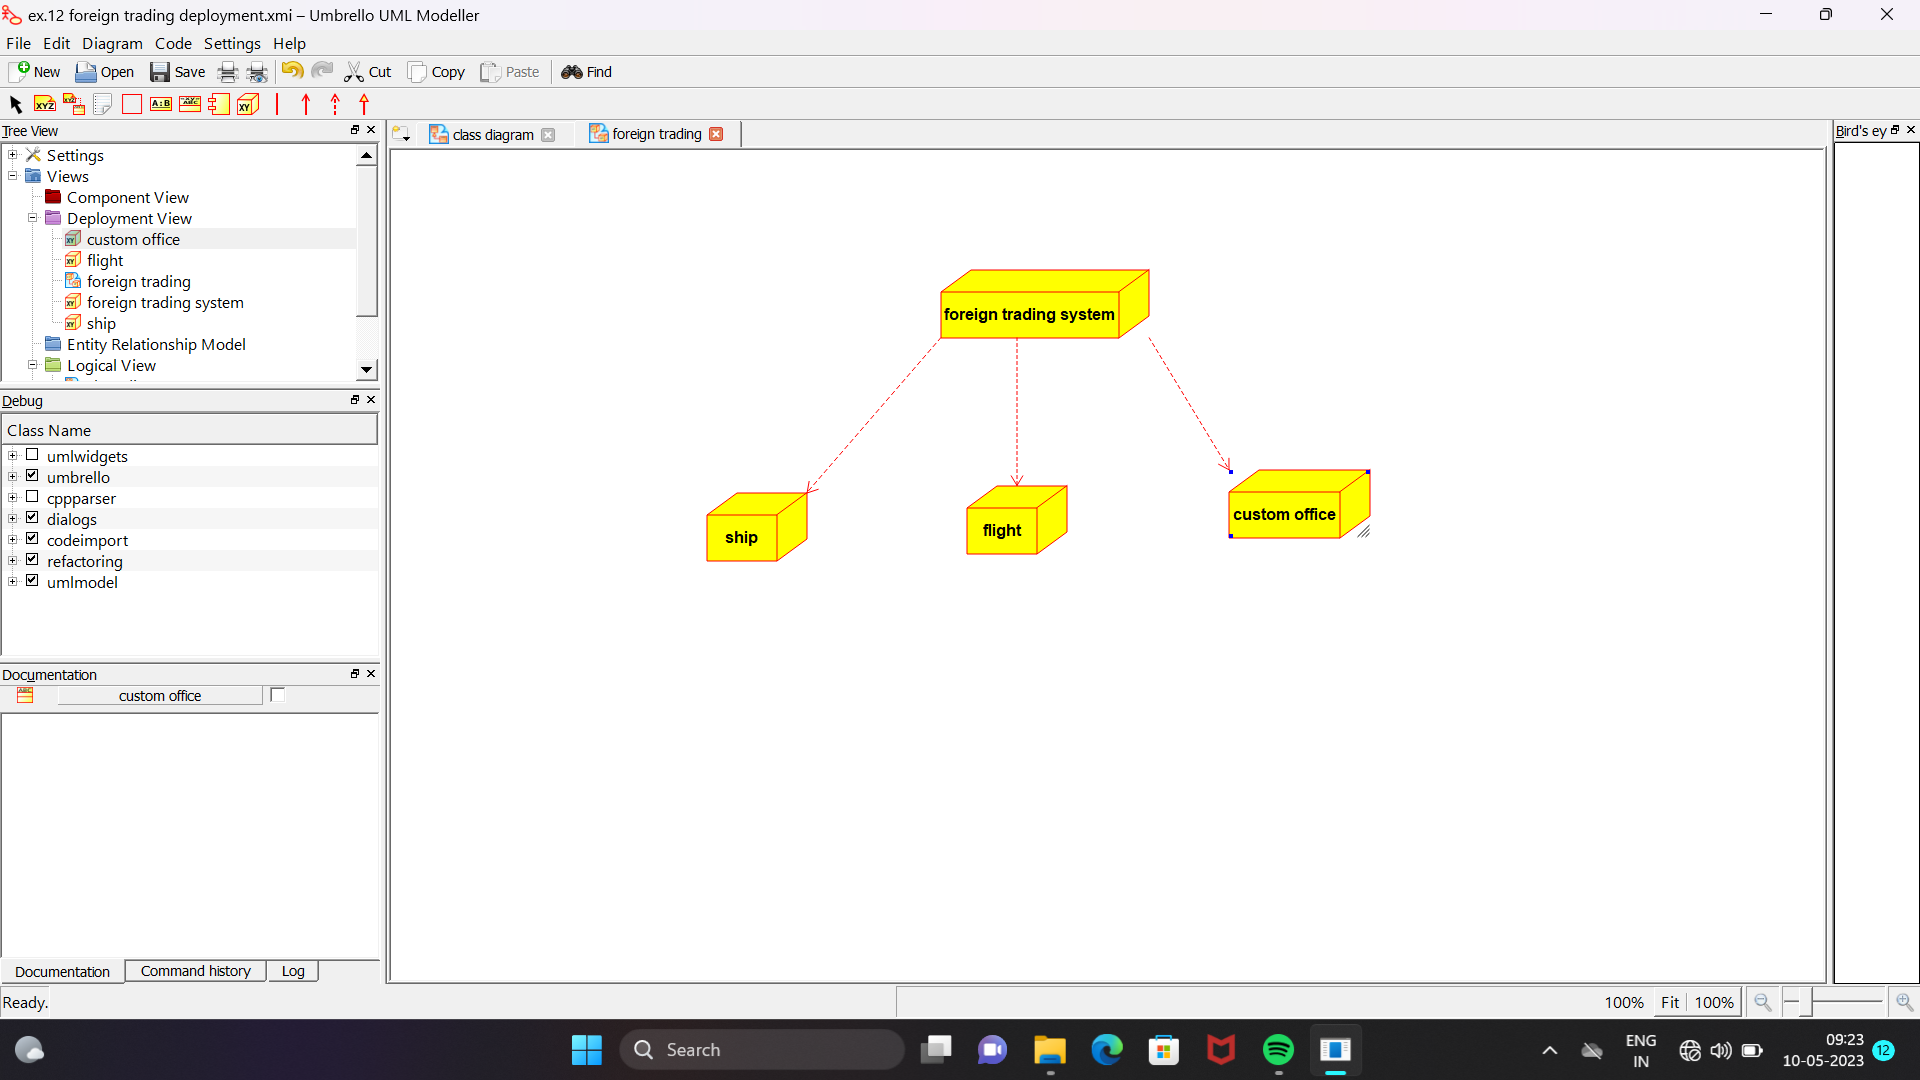 ex.12 foreign trading deployment.xmi – Umbrello UML Modeller
File Edit Diagram Code Settings Help
New Open Save Cut Copy Paste Find
XYZ A:B ABC XY
Tree View
Settings
Views
Component View
Deployment View
custom office
flight
foreign trading
foreign trading system
ship
Entity Relationship Model
Logical View
Debug
Class Name
umlwidgets
umbrello
cppparser
dialogs
codeimport
refactoring
umlmodel
Documentation
custom office
Documentation Command history Log
class diagram foreign trading
foreign trading system
ship
flight
custom office
Bird's ey
Ready.
100% Fit 100%
Search
ENG
IN
09:23
10-05-2023
12